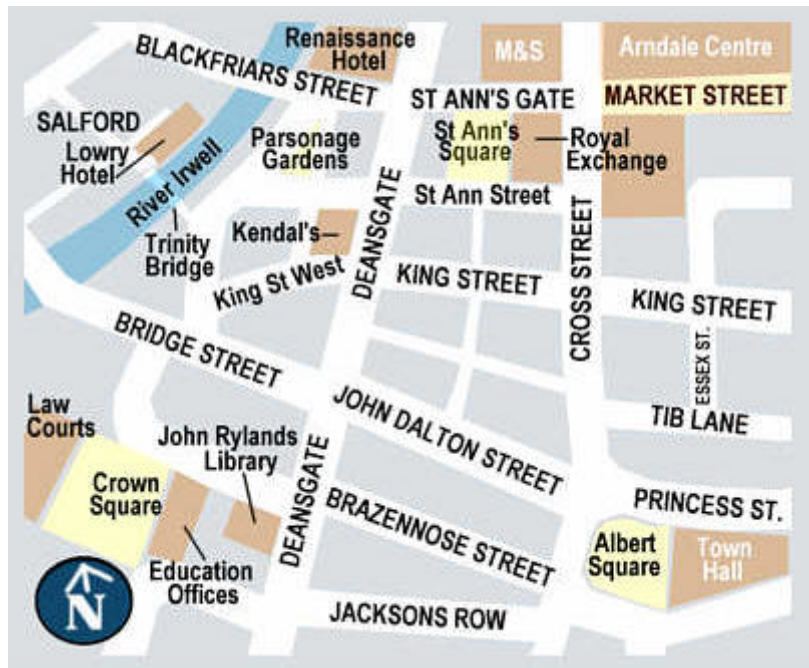 Renaissance
Hotel
BLACKFRIARS STREET
M&S
Arndale Centre
ST ANN'S GATE
MARKET STREET
SALFORD
Lowry
Hotel
Parsonage
Gardens
St Ann's
Square
Royal
Exchange
River Irwell
St Ann Street
Trinity
Bridge
Kendal's
DEANSGATE
King St West
KING STREET
CROSS STREET
KING STREET
ESSEX ST.
BRIDGE STREET
JOHN DALTON STREET
TIB LANE
Law
Courts
John Rylands
Library
Crown
Square
DEANSGATE
BRAZENNOSE STREET
PRINCESS ST.
Albert
Square
Town
Hall
Education
Offices
N
JACKSONS ROW